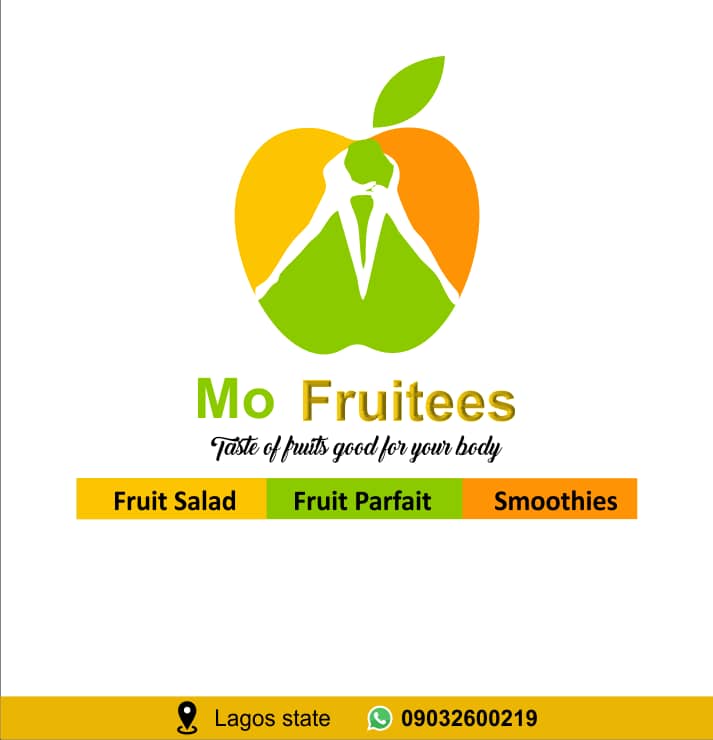 Mo Fruitees
Taste of fruits good for your body
Fruit Salad Fruit Parfait Smoothies
Lagos state 09032600219